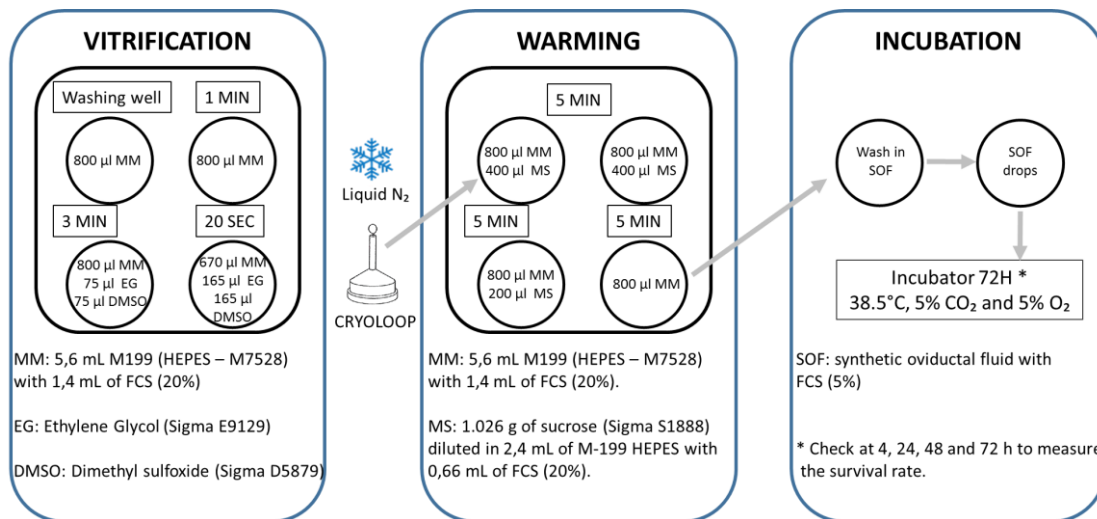 VITRIFICATION
Washing well
1 MIN
800 µl MM
800 µl MM
3 MIN
20 SEC
800 µl MM
75 µl EG
75 µl DMSO
670 µl MM
165 µl EG
165 µl
DMSO
MM: 5,6 mL M199 (HEPES – M7528)
with 1,4 mL of FCS (20%)
EG: Ethylene Glycol (Sigma E9129)
DMSO: Dimethyl sulfoxide (Sigma D5879)
Liquid N₂
CRYOLOOP
WARMING
5 MIN
800 µl MM
400 µl MS
800 µl MM
400 µl MS
5 MIN
5 MIN
800 µl MM
200 µl MS
800 µl MM
MM: 5,6 mL M199 (HEPES – M7528)
with 1,4 mL of FCS (20%).
MS: 1.026 g of sucrose (Sigma S1888)
diluted in 2,4 mL of M-199 HEPES with
0,66 mL of FCS (20%).
INCUBATION
Wash in
SOF
SOF
drops
Incubator 72H *
38.5°C, 5% CO₂ and 5% O₂
SOF: synthetic oviductal fluid with
FCS (5%)
* Check at 4, 24, 48 and 72 h to measure
the survival rate.